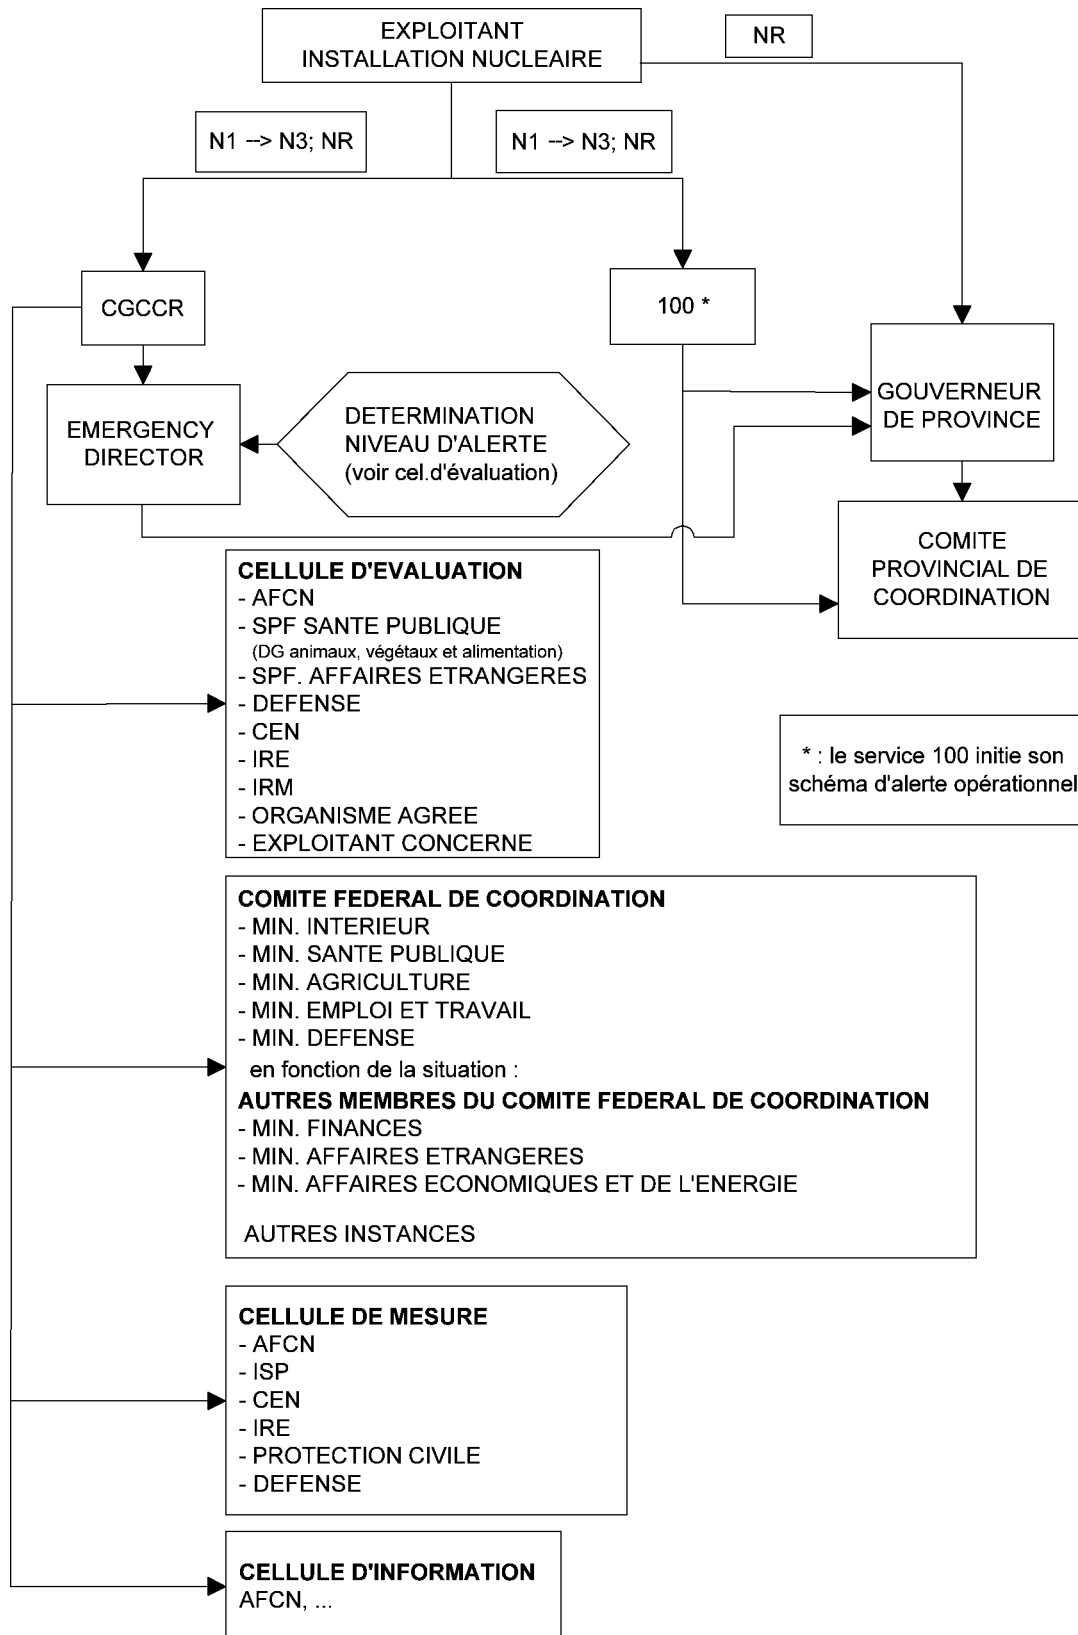 EXPLOITANT
INSTALLATION NUCLEAIRE
NR
N1 --> N3; NR
N1 --> N3; NR
CGCCR
100 *
GOUVERNEUR
DE PROVINCE
EMERGENCY
DIRECTOR
DETERMINATION
NIVEAU D'ALERTE
(voir cel.d'évaluation)
COMITE
PROVINCIAL DE
COORDINATION
CELLULE D'EVALUATION
- AFCN
- SPF SANTE PUBLIQUE
(DG animaux, végétaux et alimentation)
- SPF. AFFAIRES ETRANGERES
- DEFENSE
- CEN
- IRE
- IRM
- ORGANISME AGREE
- EXPLOITANT CONCERNE
* : le service 100 initie son
schéma d'alerte opérationnel
COMITE FEDERAL DE COORDINATION
- MIN. INTERIEUR
- MIN. SANTE PUBLIQUE
- MIN. AGRICULTURE
- MIN. EMPLOI ET TRAVAIL
- MIN. DEFENSE
en fonction de la situation :
AUTRES MEMBRES DU COMITE FEDERAL DE COORDINATION
- MIN. FINANCES
- MIN. AFFAIRES ETRANGERES
- MIN. AFFAIRES ECONOMIQUES ET DE L'ENERGIE
AUTRES INSTANCES
CELLULE DE MESURE
- AFCN
- ISP
- CEN
- IRE
- PROTECTION CIVILE
- DEFENSE
CELLULE D'INFORMATION
AFCN, ...